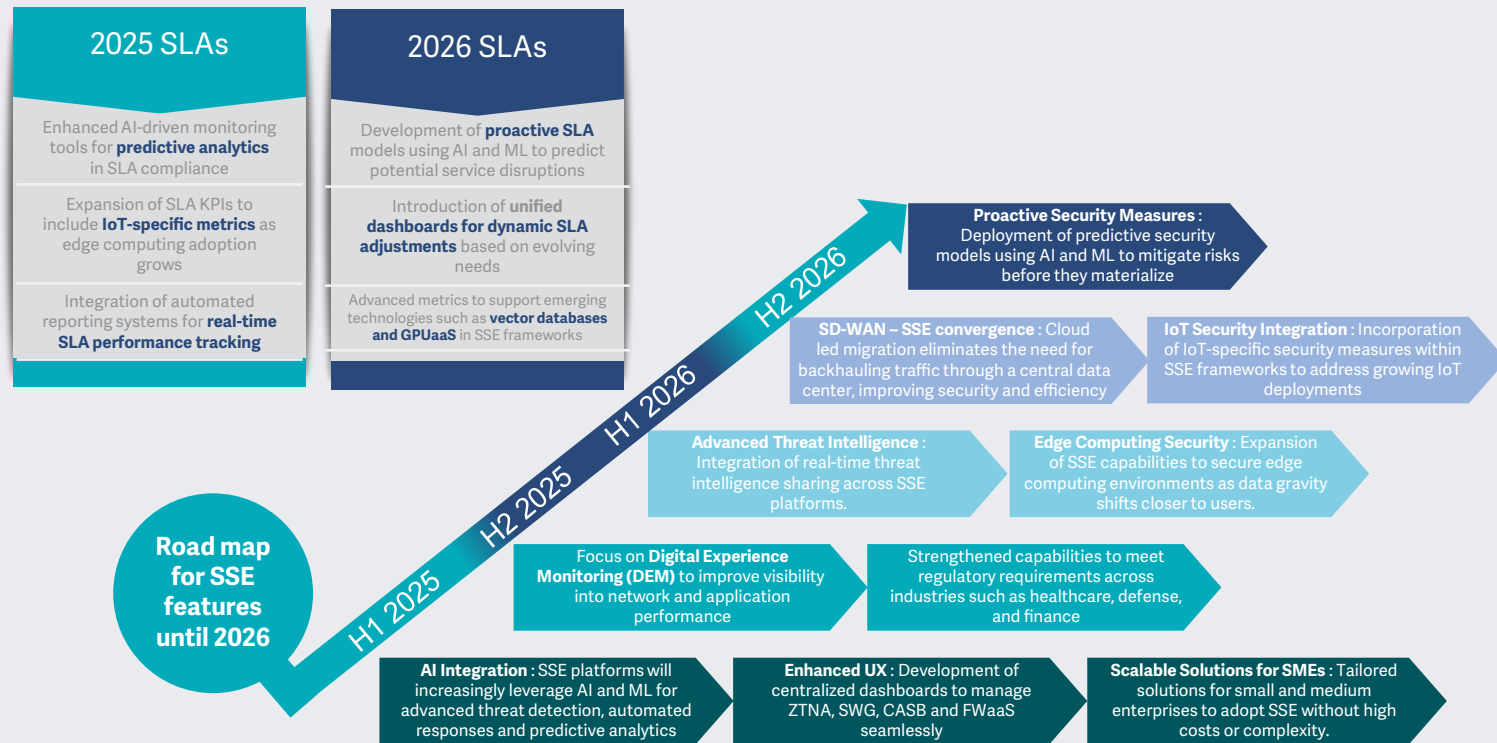 2025 SLAs
Enhanced AI-driven monitoring
tools for predictive analytics
in SLA compliance
Expansion of SLA KPIs to
include IoT-specific metrics as
edge computing adoption
grows
Integration of automated
reporting systems for real-time
SLA performance tracking
2026 SLAs
Development of proactive SLA
models using AI and ML to predict
potential service disruptions
Introduction of unified
dashboards for dynamic SLA
adjustments based on evolving
needs
Advanced metrics to support emerging
technologies such as vector databases
and GPUaaS in SSE frameworks
Road map
for SSE
features
until 2026
H1 2025
H2 2025
H1 2026
H2 2026
Proactive Security Measures :
Deployment of predictive security
models using AI and ML to mitigate risks
before they materialize
SD-WAN – SSE convergence : Cloud
led migration eliminates the need for
backhauling traffic through a central data
center, improving security and efficiency
IoT Security Integration : Incorporation
of IoT-specific security measures within
SSE frameworks to address growing IoT
deployments
Advanced Threat Intelligence :
Integration of real-time threat
intelligence sharing across SSE
platforms.
Edge Computing Security : Expansion
of SSE capabilities to secure edge
computing environments as data gravity
shifts closer to users.
Focus on Digital Experience
Monitoring (DEM) to improve visibility
into network and application
performance
Strengthened capabilities to meet
regulatory requirements across
industries such as healthcare, defense,
and finance
AI Integration : SSE platforms will
increasingly leverage AI and ML for
advanced threat detection, automated
responses and predictive analytics
Enhanced UX : Development of
centralized dashboards to manage
ZTNA, SWG, CASB and FWaaS
seamlessly
Scalable Solutions for SMEs : Tailored
solutions for small and medium
enterprises to adopt SSE without high
costs or complexity.